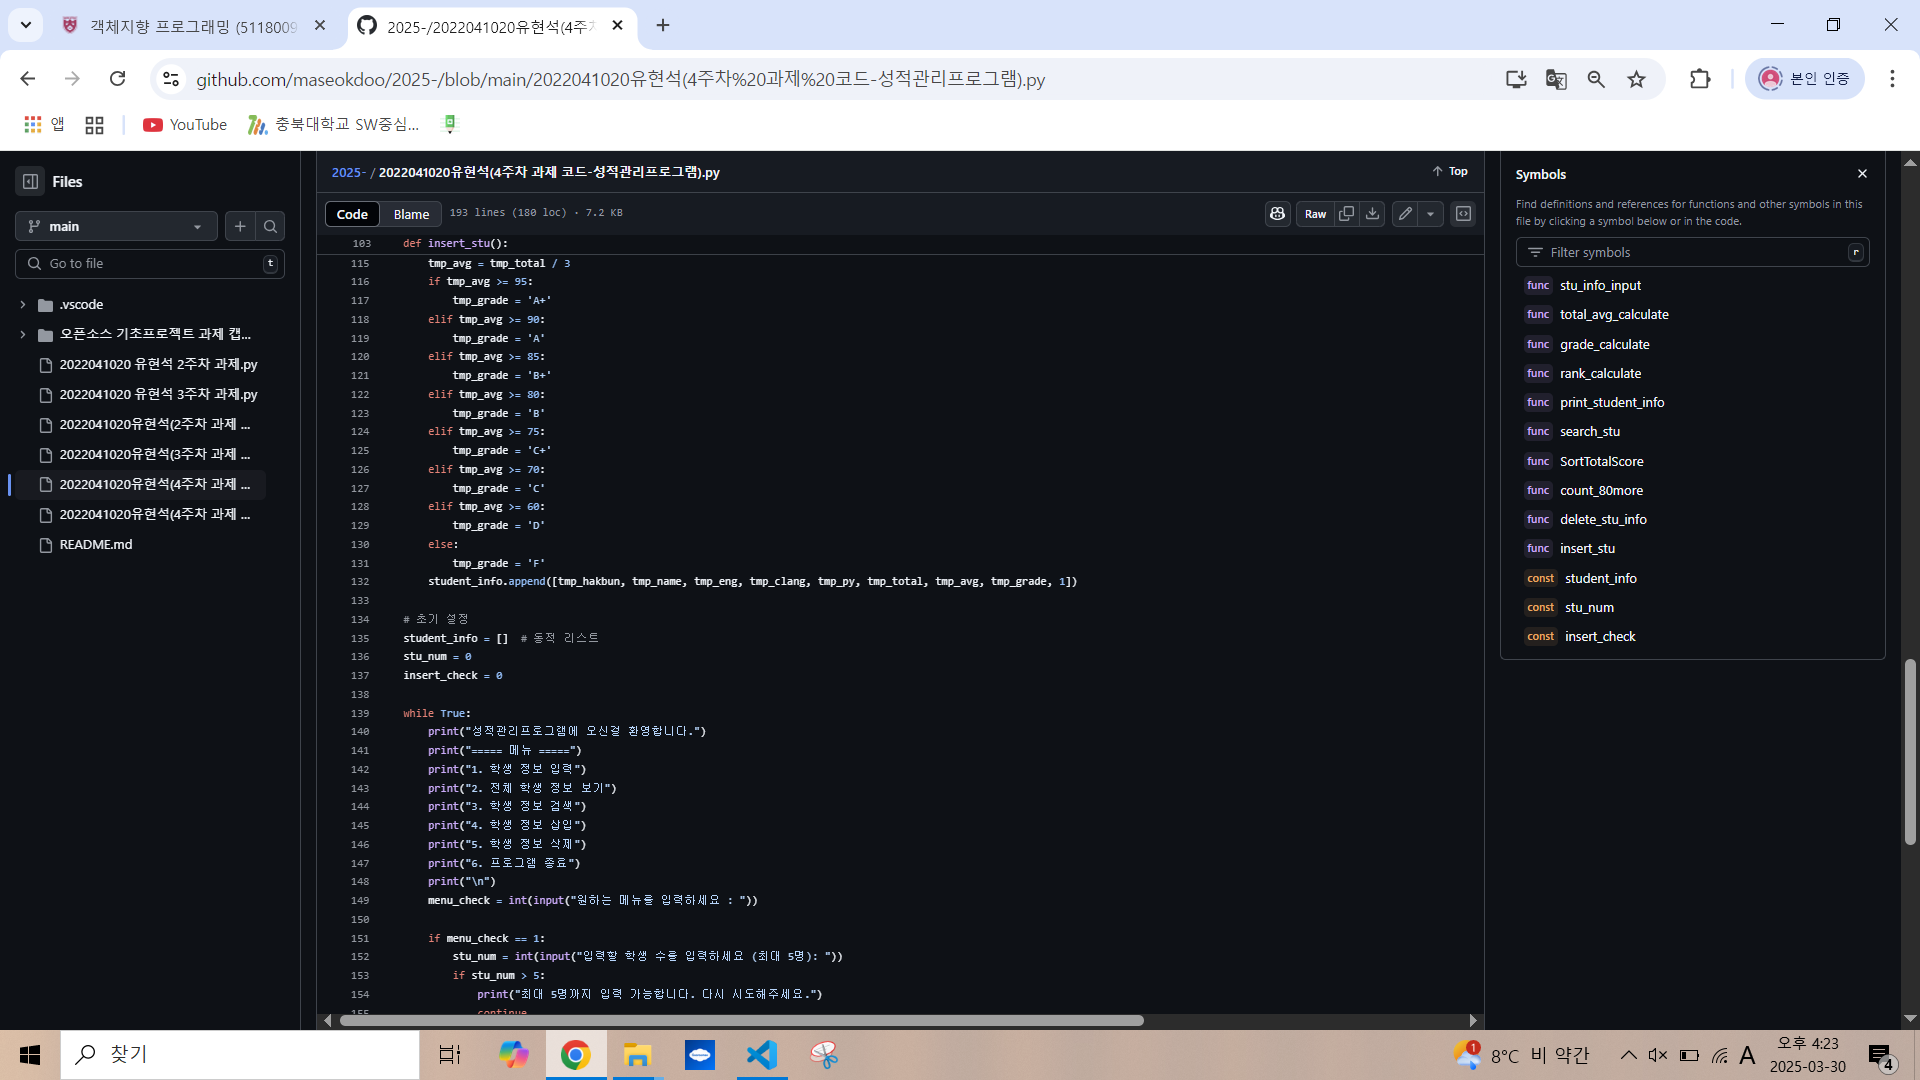 객체지향 프로그래밍 (5118009
2025-/2022041020유현석(4주차
github.com/maseokdoo/2025-/blob/main/2022041020유현석(4주차%20과제%20코드-성적관리프로그램).py
본인 인증
앱
YouTube
충북대학교 SW중심...
Files
main
Go to file
t
.vscode
오픈소스 기초프로젝트 과제 캡...
2022041020 유현석 2주차 과제.py
2022041020 유현석 3주차 과제.py
2022041020유현석(2주차 과제 ...
2022041020유현석(3주차 과제 ...
2022041020유현석(4주차 과제 ...
2022041020유현석(4주차 과제 ...
README.md
2025- / 2022041020유현석(4주차 과제 코드-성적관리프로그램).py
Top
Code Blame 193 lines (180 loc) · 7.2 KB
Raw
103 def insert_stu():
115 tmp_avg = tmp_total / 3
116 if tmp_avg >= 95:
117 tmp_grade = 'A+'
118 elif tmp_avg >= 90:
119 tmp_grade = 'A'
120 elif tmp_avg >= 85:
121 tmp_grade = 'B+'
122 elif tmp_avg >= 80:
123 tmp_grade = 'B'
124 elif tmp_avg >= 75:
125 tmp_grade = 'C+'
126 elif tmp_avg >= 70:
127 tmp_grade = 'C'
128 elif tmp_avg >= 60:
129 tmp_grade = 'D'
130 else:
131 tmp_grade = 'F'
132 student_info.append([tmp_hakbun, tmp_name, tmp_eng, tmp_clang, tmp_py, tmp_total, tmp_avg, tmp_grade, 1])
133
134 # 초기 설정
135 student_info = [] # 동적 리스트
136 stu_num = 0
137 insert_check = 0
138
139 while True:
140 print("성적관리프로그램에 오신걸 환영합니다.")
141 print("===== 메뉴 =====")
142 print("1. 학생 정보 입력")
143 print("2. 전체 학생 정보 보기")
144 print("3. 학생 정보 검색")
145 print("4. 학생 정보 삽입")
146 print("5. 학생 정보 삭제")
147 print("6. 프로그램 종료")
148 print("\n")
149 menu_check = int(input("원하는 메뉴를 입력하세요 : "))
150
151 if menu_check == 1:
152 stu_num = int(input("입력할 학생 수를 입력하세요 (최대 5명): "))
153 if stu_num > 5:
154 print("최대 5명까지 입력 가능합니다. 다시 시도해주세요.")
155 continue
Symbols
Find definitions and references for functions and other symbols in this
file by clicking a symbol below or in the code.
Filter symbols
r
func stu_info_input
func total_avg_calculate
func grade_calculate
func rank_calculate
func print_student_info
func search_stu
func SortTotalScore
func count_80more
func delete_stu_info
func insert_stu
const student_info
const stu_num
const insert_check
찾기
1
8°C 비 약간
A
오후 4:23
2025-03-30
4